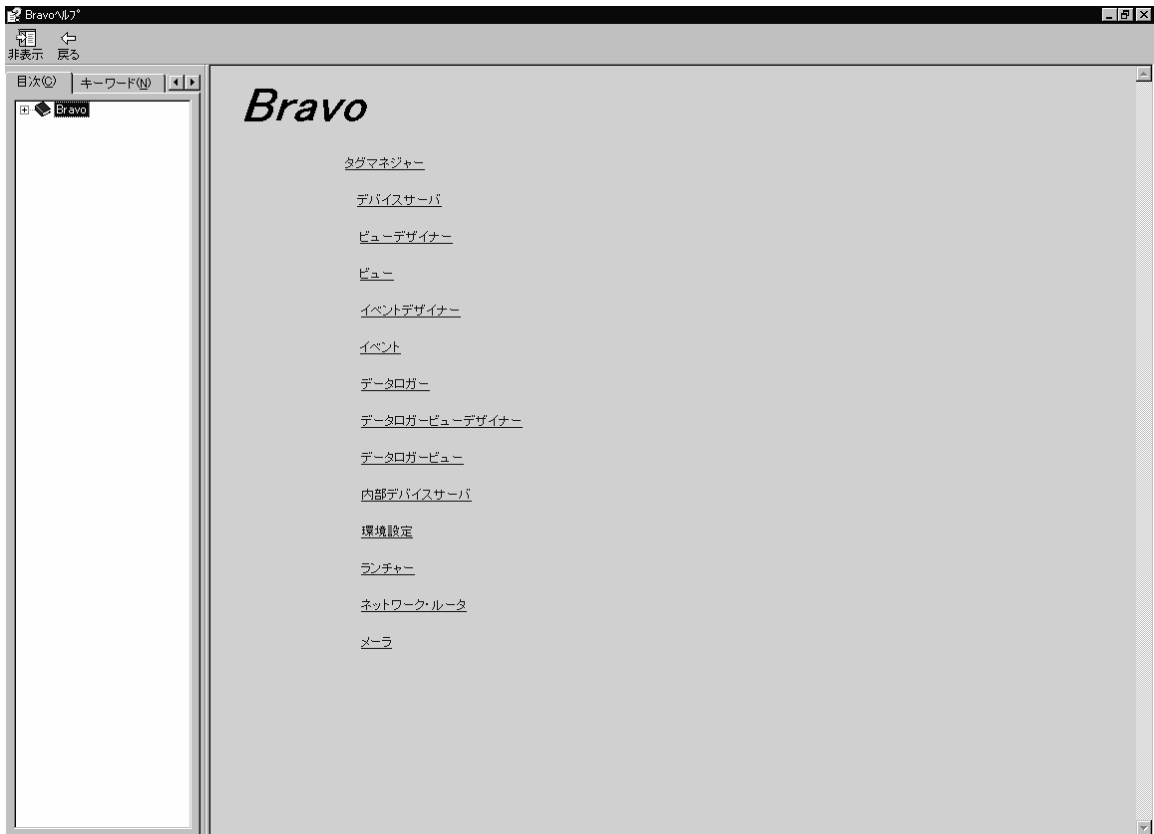 Bravoﾍﾙﾌﾟ
非表示 戻る
目次(C) キーワード(N)
Bravo
Bravo
タグマネジャー
デバイスサーバ
ビューデザイナー
ビュー
イベントデザイナー
イベント
データロガー
データロガービューデザイナー
データロガービュー
内部デバイスサーバ
環境設定
ランチャー
ネットワーク・ルータ
メーラ